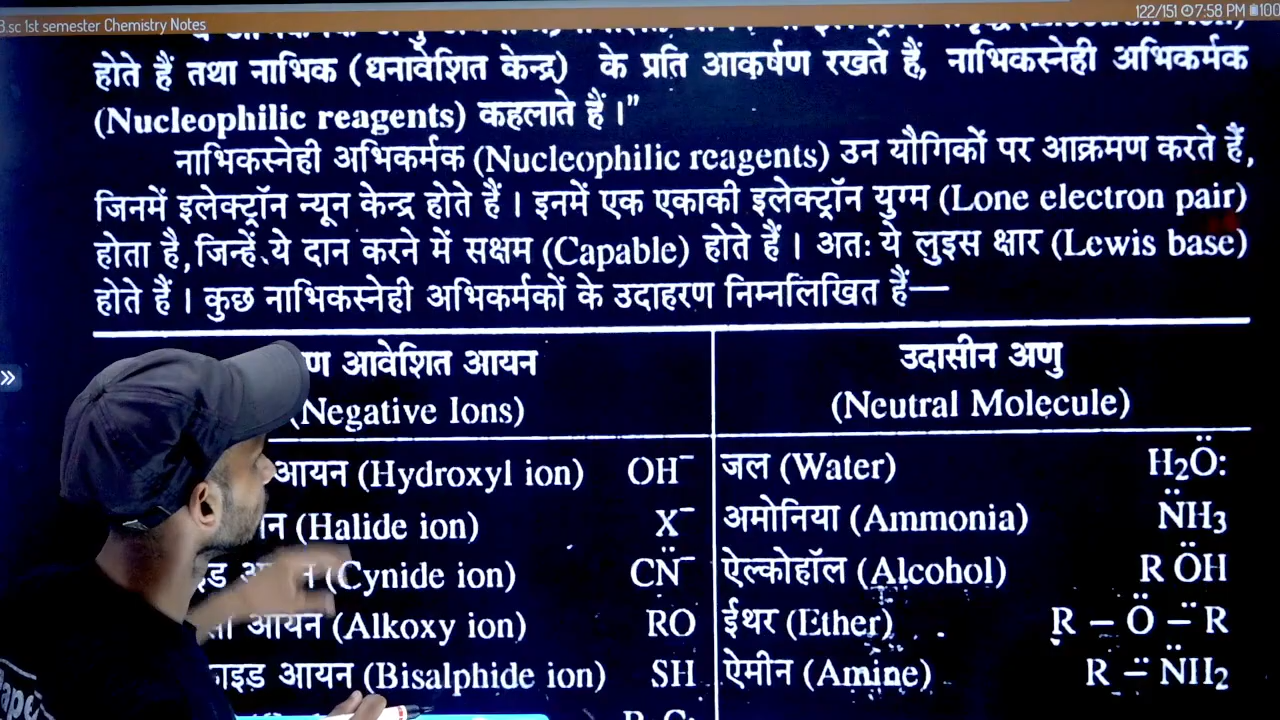 B.sc 1st semester Chemistry Notes
122/151 7:58 PM 100
होते हैं तथा नाभिक (धनावेशित केन्द्र) के प्रति आकर्षण रखते हैं, नाभिकस्नेही अभिकर्मक
(Nucleophilic reagents) कहलाते हैं।”
नाभिकस्नेही अभिकर्मक (Nucleophilic reagents) उन यौगिकों पर आक्रमण करते हैं,
जिनमें इलेक्ट्रॉन न्यून केन्द्र होते हैं। इनमें एक एकाकी इलेक्ट्रॉन युग्म (Lone electron pair)
होता है, जिन्हें ये दान करने में सक्षम (Capable) होते हैं। अतः ये लुइस क्षार (Lewis base)
होते हैं। कुछ नाभिकस्नेही अभिकर्मकों के उदाहरण निम्नलिखित हैं—
आवेशित आयन उदासीन अणु
(Negative Ions) (Neutral Molecule)
आयन (Hydroxyl ion) OH⁻ जल (Water) H₂Ö:
(Halide ion) X⁻ अमोनिया (Ammonia) N̈H₃
(Cynide ion) CN̈⁻ ऐल्कोहॉल (Alcohol) R ÖH
आयन (Alkoxy ion) RO ईथर (Ether) R – Ö – R
आयन (Bisalphide ion) SH ऐमीन (Amine) R – N̈H₂